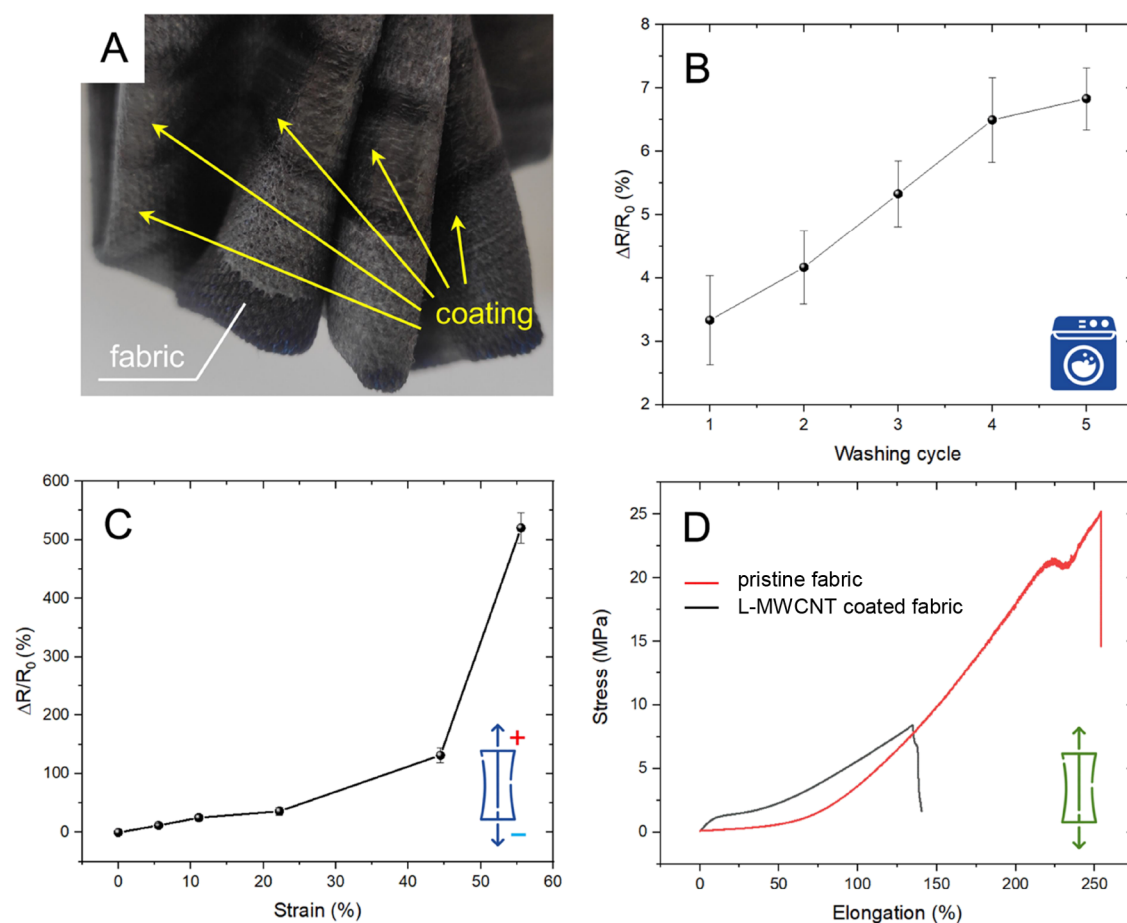 A
coating
fabric
B
8
7
6
5
4
3
2
ΔR/R₀ (%)
1 2 3 4 5
Washing cycle
C
600
500
400
300
200
100
0
ΔR/R₀ (%)
+
−
0 10 20 30 40 50 60
Strain (%)
D
25
20
15
10
5
0
Stress (MPa)
pristine fabric
L-MWCNT coated fabric
0 50 100 150 200 250
Elongation (%)